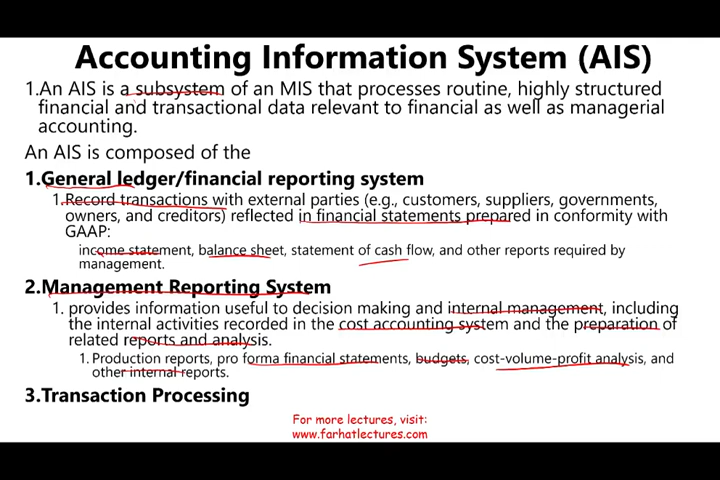 Accounting Information System (AIS)
1.An AIS is a subsystem of an MIS that processes routine, highly structured
financial and transactional data relevant to financial as well as managerial
accounting.
An AIS is composed of the
1.General ledger/financial reporting system
1.Record transactions with external parties (e.g., customers, suppliers, governments,
owners, and creditors) reflected in financial statements prepared in conformity with
GAAP:
income statement, balance sheet, statement of cash flow, and other reports required by
management.
2.Management Reporting System
1. provides information useful to decision making and internal management, including
the internal activities recorded in the cost accounting system and the preparation of
related reports and analysis.
1. Production reports, pro forma financial statements, budgets, cost-volume-profit analysis, and
other internal reports.
3.Transaction Processing
For more lectures, visit:
www.farhatlectures.com